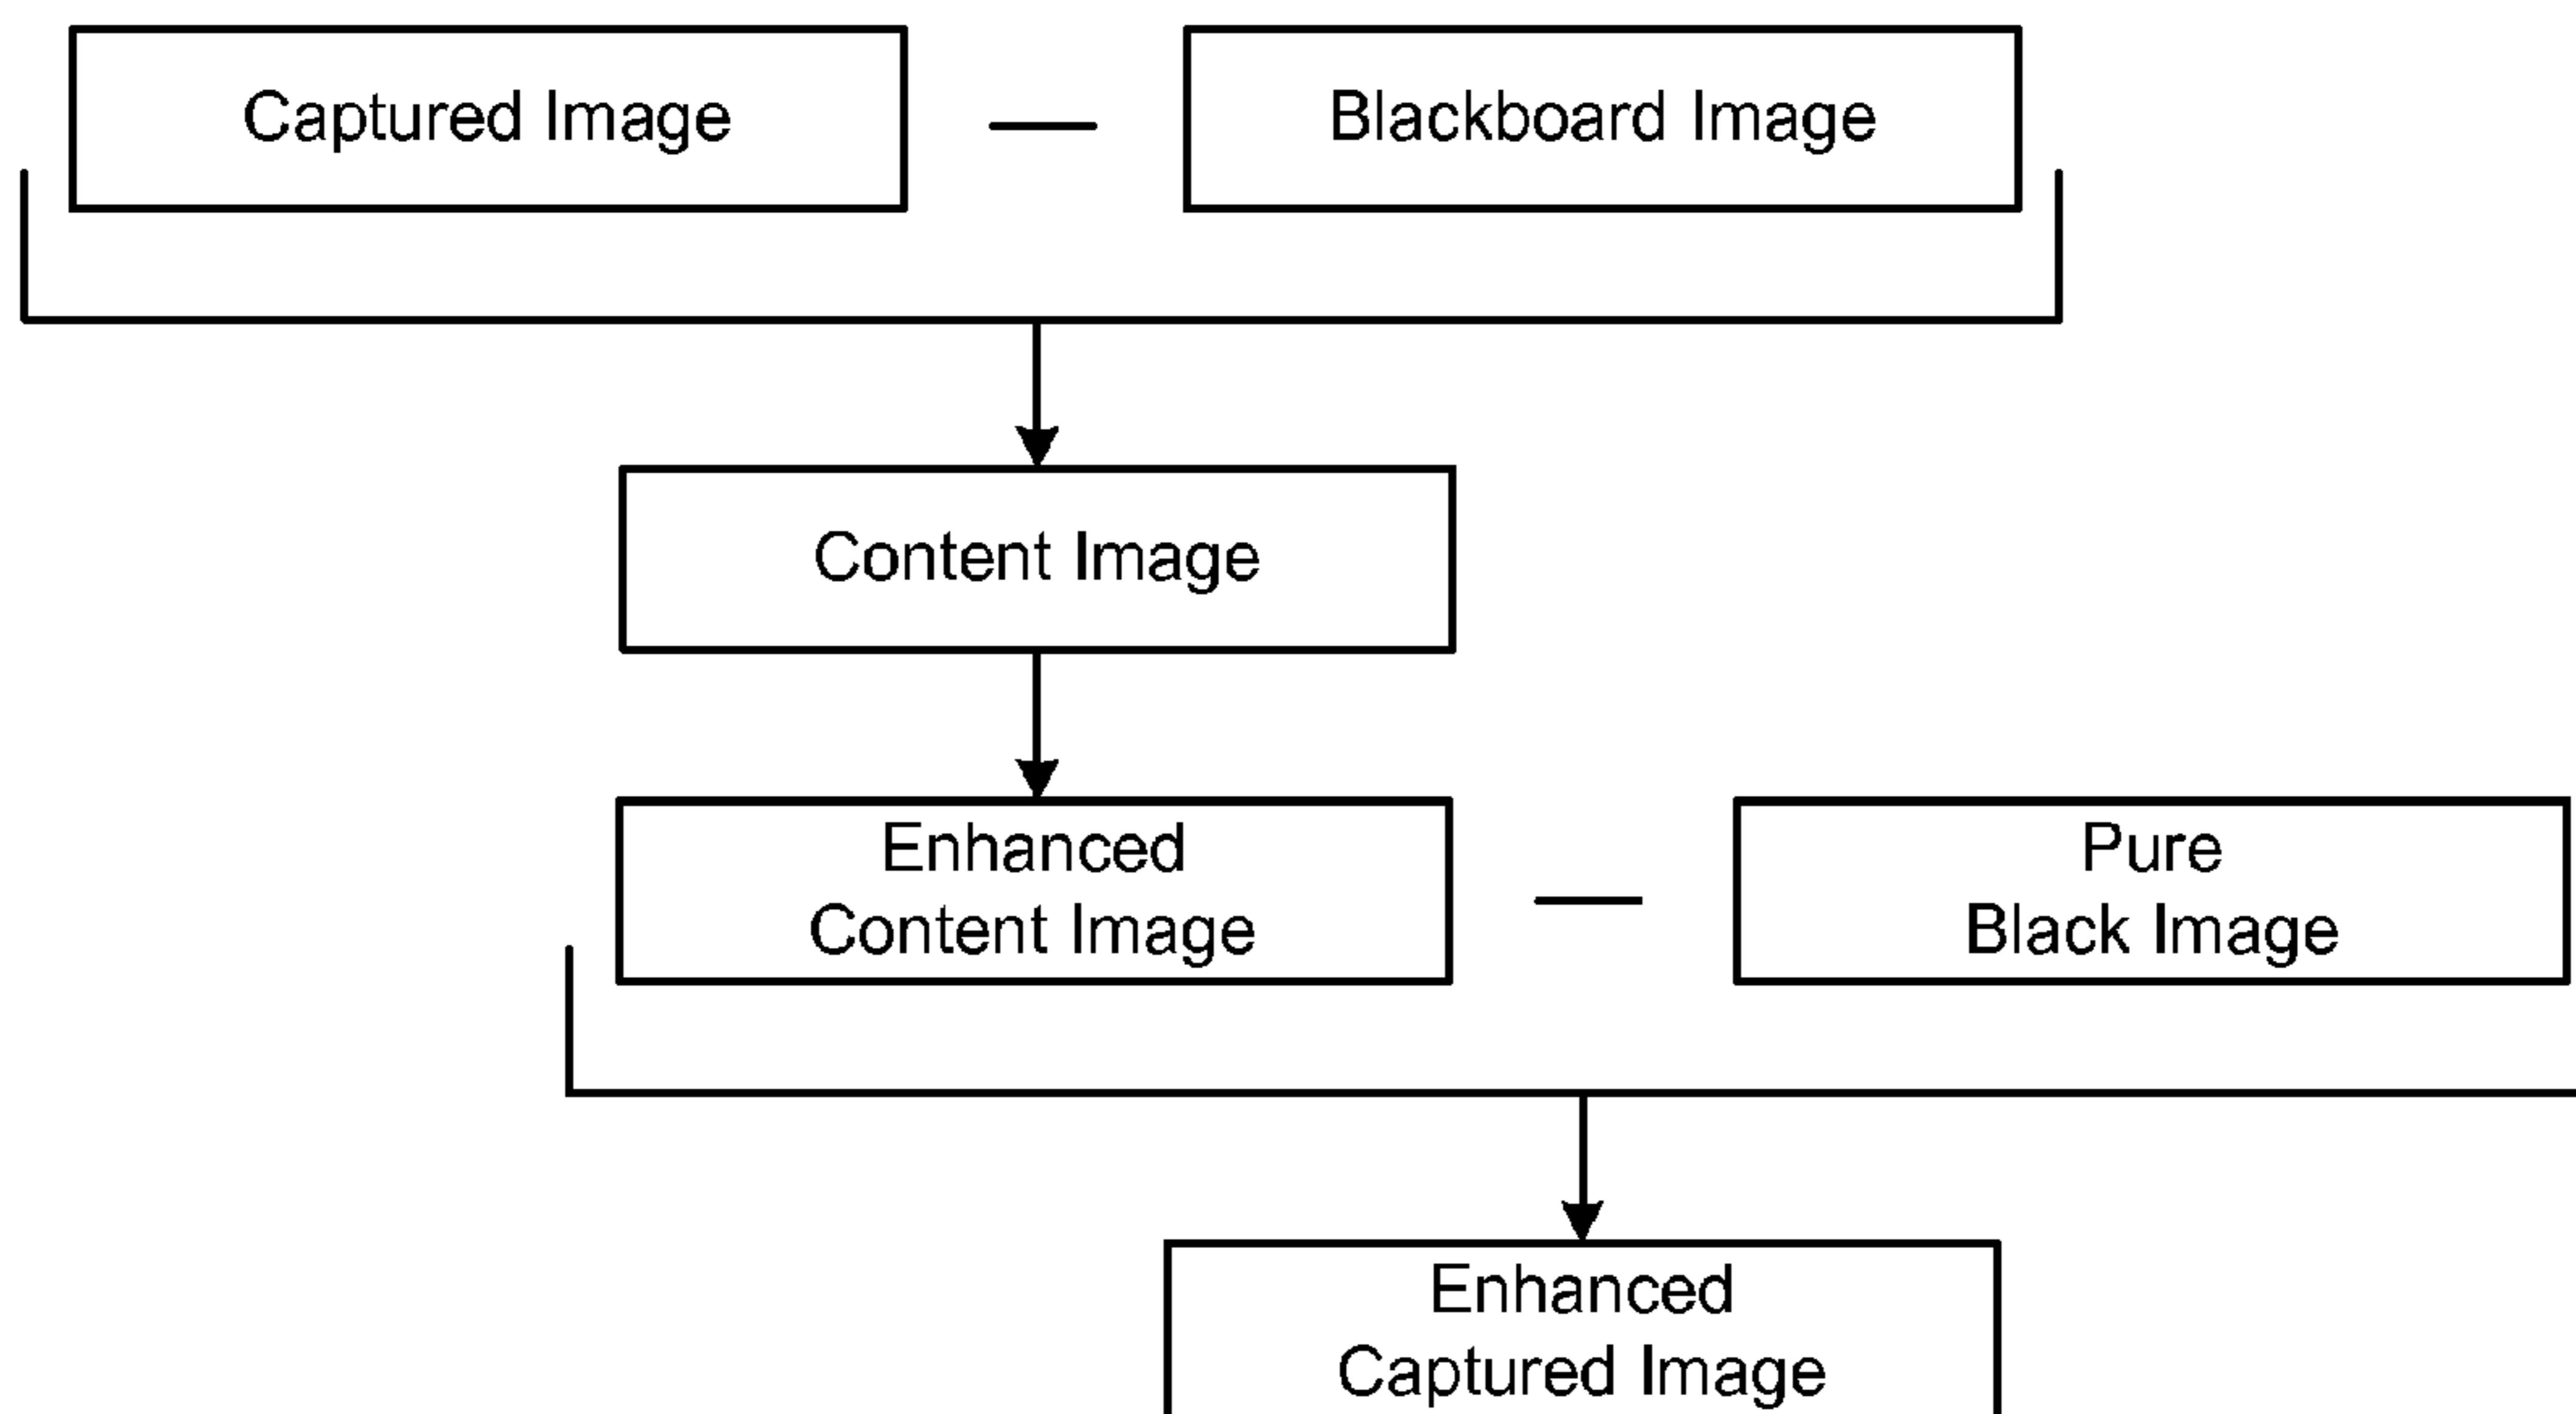 Captured Image — Blackboard Image
Content Image
Enhanced
Content Image
—
Pure
Black Image
Enhanced
Captured Image